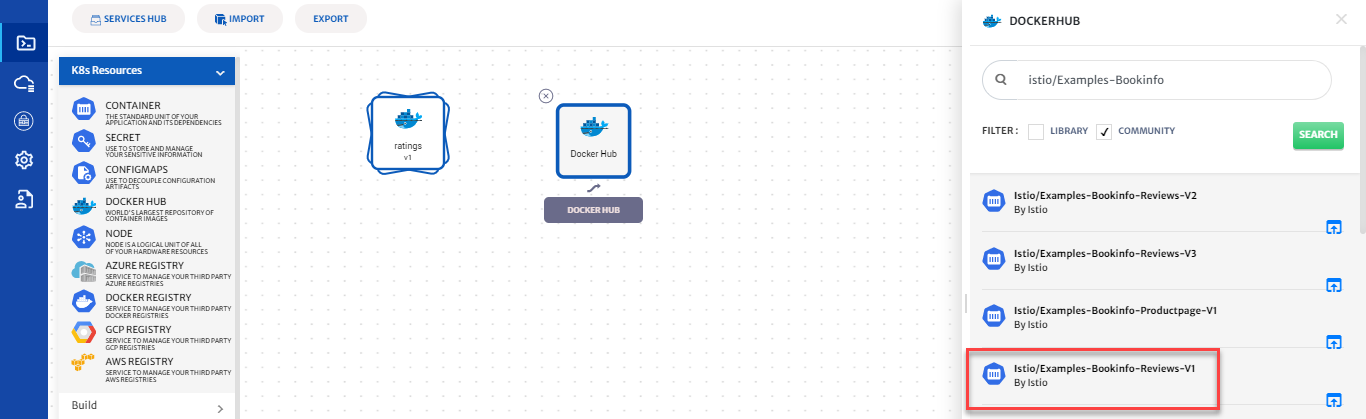 SERVICES HUB
IMPORT
EXPORT
K8s Resources
CONTAINER
THE STANDARD UNIT OF YOUR
APPLICATION AND ITS DEPENDENCIES
SECRET
USE TO STORE AND MANAGE
YOUR SENSITIVE INFORMATION
CONFIGMAPS
USE TO DECOUPLE CONFIGURATION
ARTIFACTS
DOCKER HUB
WORLD'S LARGEST REPOSITORY OF
CONTAINER IMAGES
NODE
NODE IS A LOGICAL UNIT OF ALL
OF YOUR HARDWARE RESOURCES
AZURE REGISTRY
SERVICE TO MANAGE YOUR THIRD PARTY
AZURE REGISTRIES
DOCKER REGISTRY
SERVICE TO MANAGE YOUR THIRD PARTY
DOCKER REGISTRIES
GCP REGISTRY
SERVICE TO MANAGE YOUR THIRD PARTY
GCP REGISTRIES
AWS REGISTRY
SERVICE TO MANAGE YOUR THIRD PARTY
AWS REGISTRIES
Build
ratings
v1
Docker Hub
DOCKER HUB
DOCKERHUB
istio/Examples-Bookinfo
FILTER : LIBRARY COMMUNITY
SEARCH
Istio/Examples-Bookinfo-Reviews-V2
By Istio
Istio/Examples-Bookinfo-Reviews-V3
By Istio
Istio/Examples-Bookinfo-Productpage-V1
By Istio
Istio/Examples-Bookinfo-Reviews-V1
By Istio